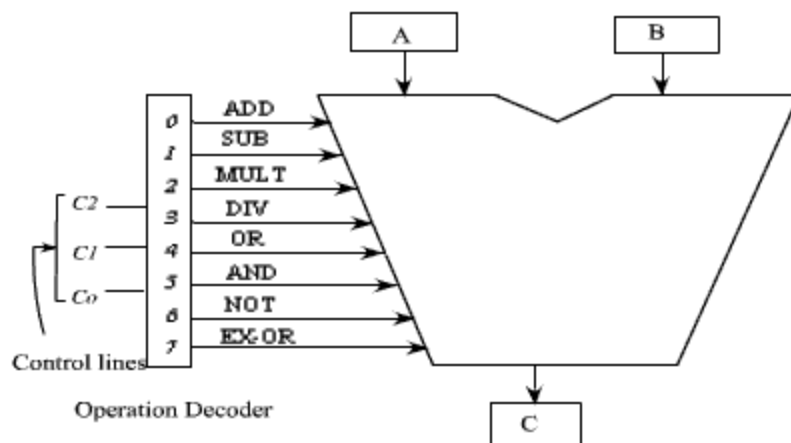 A
B
0 ADD
1 SUB
2 MULT
3 DIV
4 OR
5 AND
6 NOT
7 EX-OR
C2
C1
Co
Control lines
Operation Decoder
C